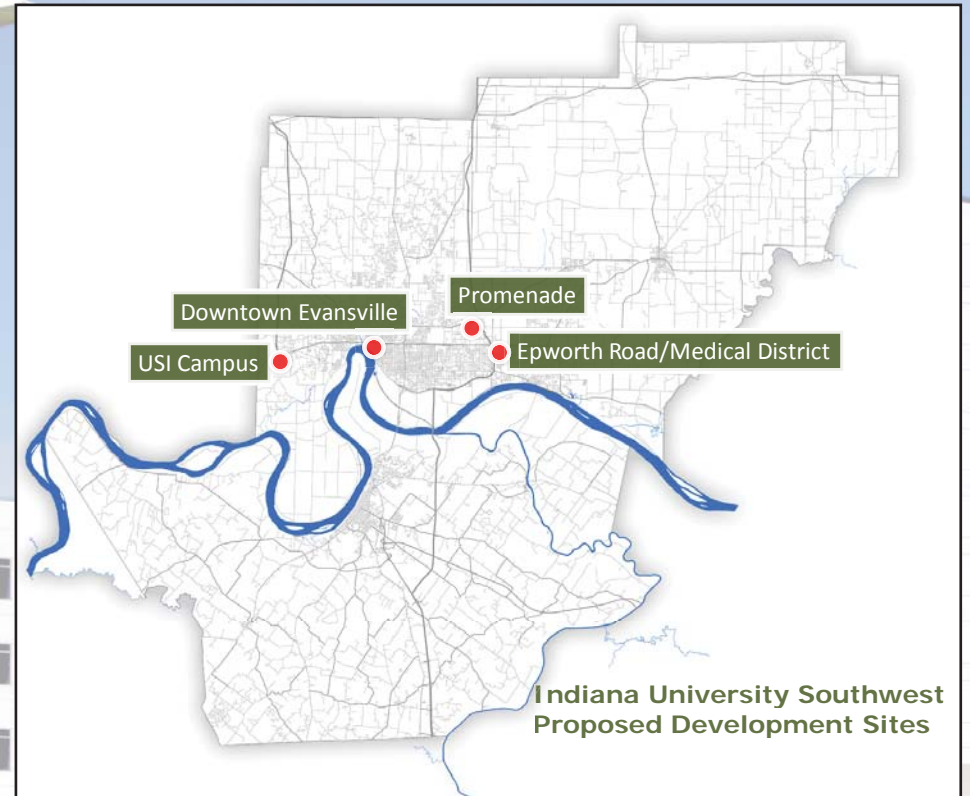 Promenade
Downtown Evansville
Epworth Road/Medical District
USI Campus
Indiana University Southwest
Proposed Development Sites